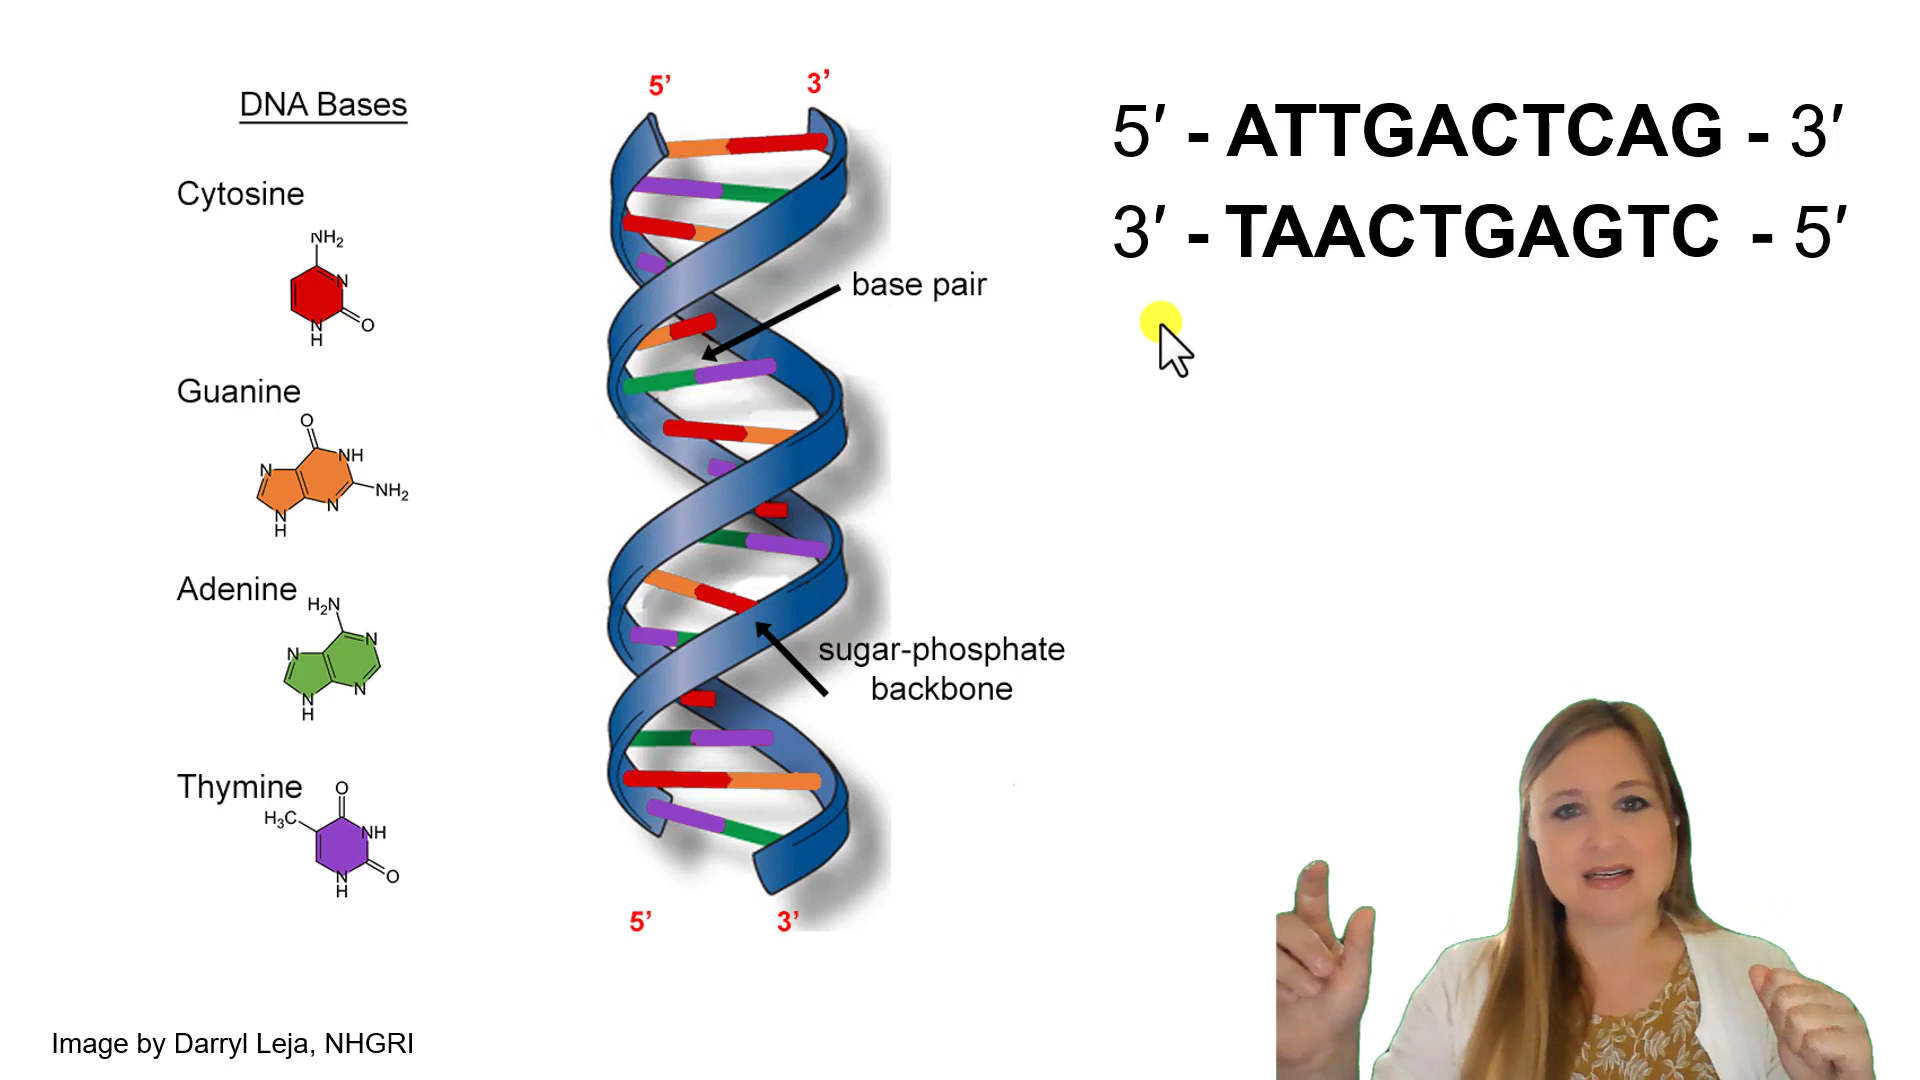 DNA Bases
Cytosine
NH2
N
N
H
O
Guanine
O
N
NH
N
NH2
N
H
Adenine
H2N
N
N
N
N
H
Thymine
O
H3C
NH
N
H
O
5’
3’
base pair
sugar-phosphate
backbone
5’
3’
5′ - ATTGACTCAG - 3′
3′ - TAACTGAGTC - 5′
Image by Darryl Leja, NHGRI